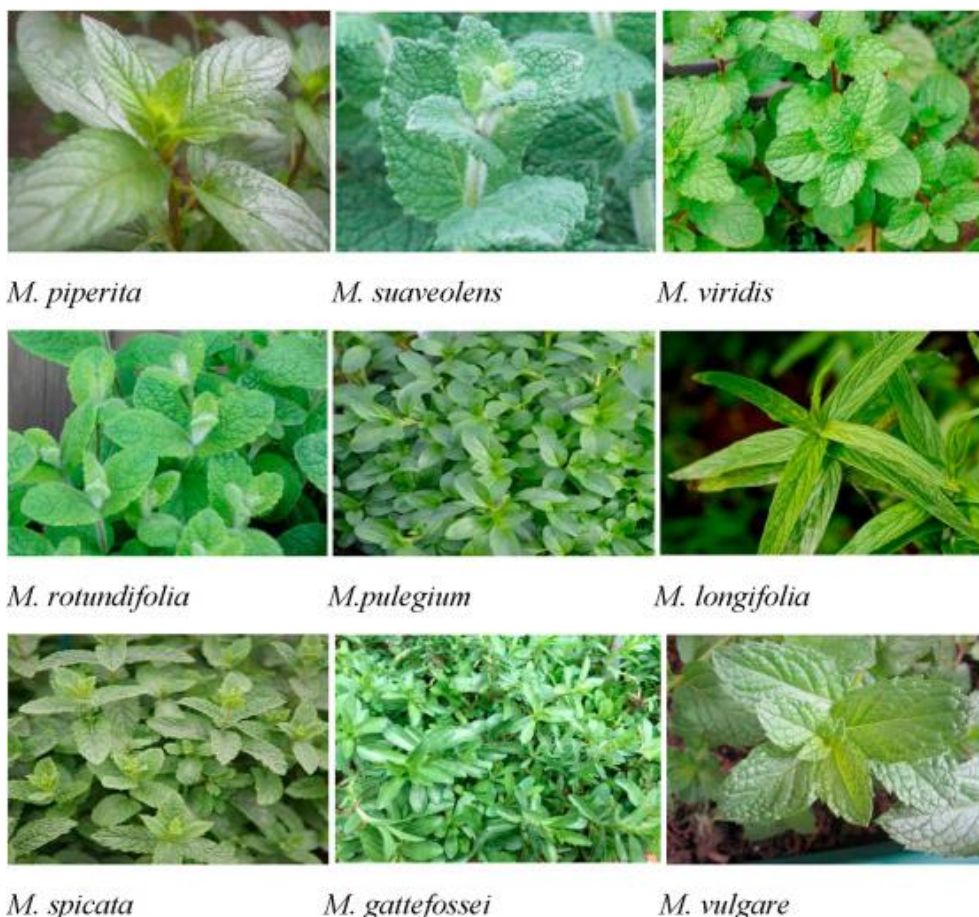 M. piperita
M. suaveolens
M. viridis
M. rotundifolia
M.pulegium
M. longifolia
M. spicata
M. gattefossei
M. vulgare